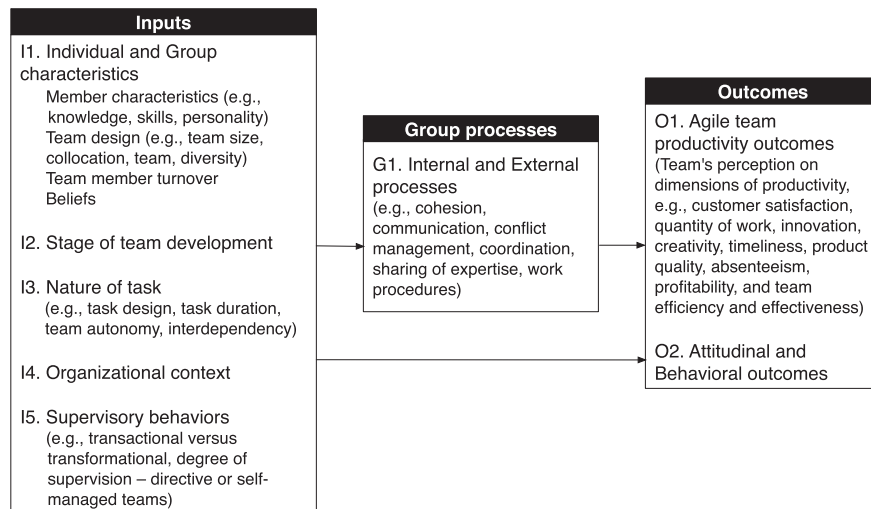 Inputs
I1. Individual and Group
characteristics
Member characteristics (e.g.,
knowledge, skills, personality)
Team design (e.g., team size,
collocation, team, diversity)
Team member turnover
Beliefs
I2. Stage of team development
I3. Nature of task
(e.g., task design, task duration,
team autonomy, interdependency)
I4. Organizational context
I5. Supervisory behaviors
(e.g., transactional versus
transformational, degree of
supervision – directive or self-
managed teams)
Group processes
G1. Internal and External
processes
(e.g., cohesion,
communication, conflict
management, coordination,
sharing of expertise, work
procedures)
Outcomes
O1. Agile team
productivity outcomes
(Team's perception on
dimensions of productivity,
e.g., customer satisfaction,
quantity of work, innovation,
creativity, timeliness, product
quality, absenteeism,
profitability, and team
efficiency and effectiveness)
O2. Attitudinal and
Behavioral outcomes